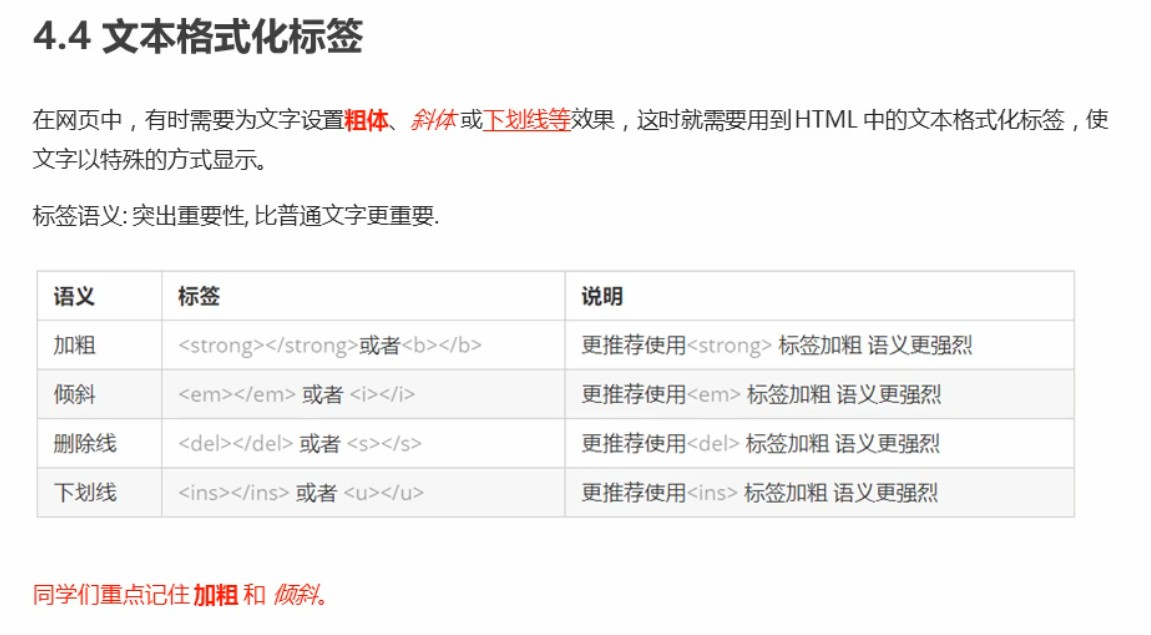 4.4 文本格式化标签
在网页中，有时需要为文字设置粗体、斜体或下划线等效果，这时就需要用到HTML 中的文本格式化标签，使
文字以特殊的方式显示。
标签语义: 突出重要性, 比普通文字更重要.
语义 标签 说明
加粗 <strong></strong>或者<b></b> 更推荐使用<strong> 标签加粗 语义更强烈
倾斜 <em></em> 或者 <i></i> 更推荐使用<em> 标签加粗 语义更强烈
删除线 <del></del> 或者 <s></s> 更推荐使用<del> 标签加粗 语义更强烈
下划线 <ins></ins> 或者 <u></u> 更推荐使用<ins> 标签加粗 语义更强烈
同学们重点记住 加粗 和 倾斜。